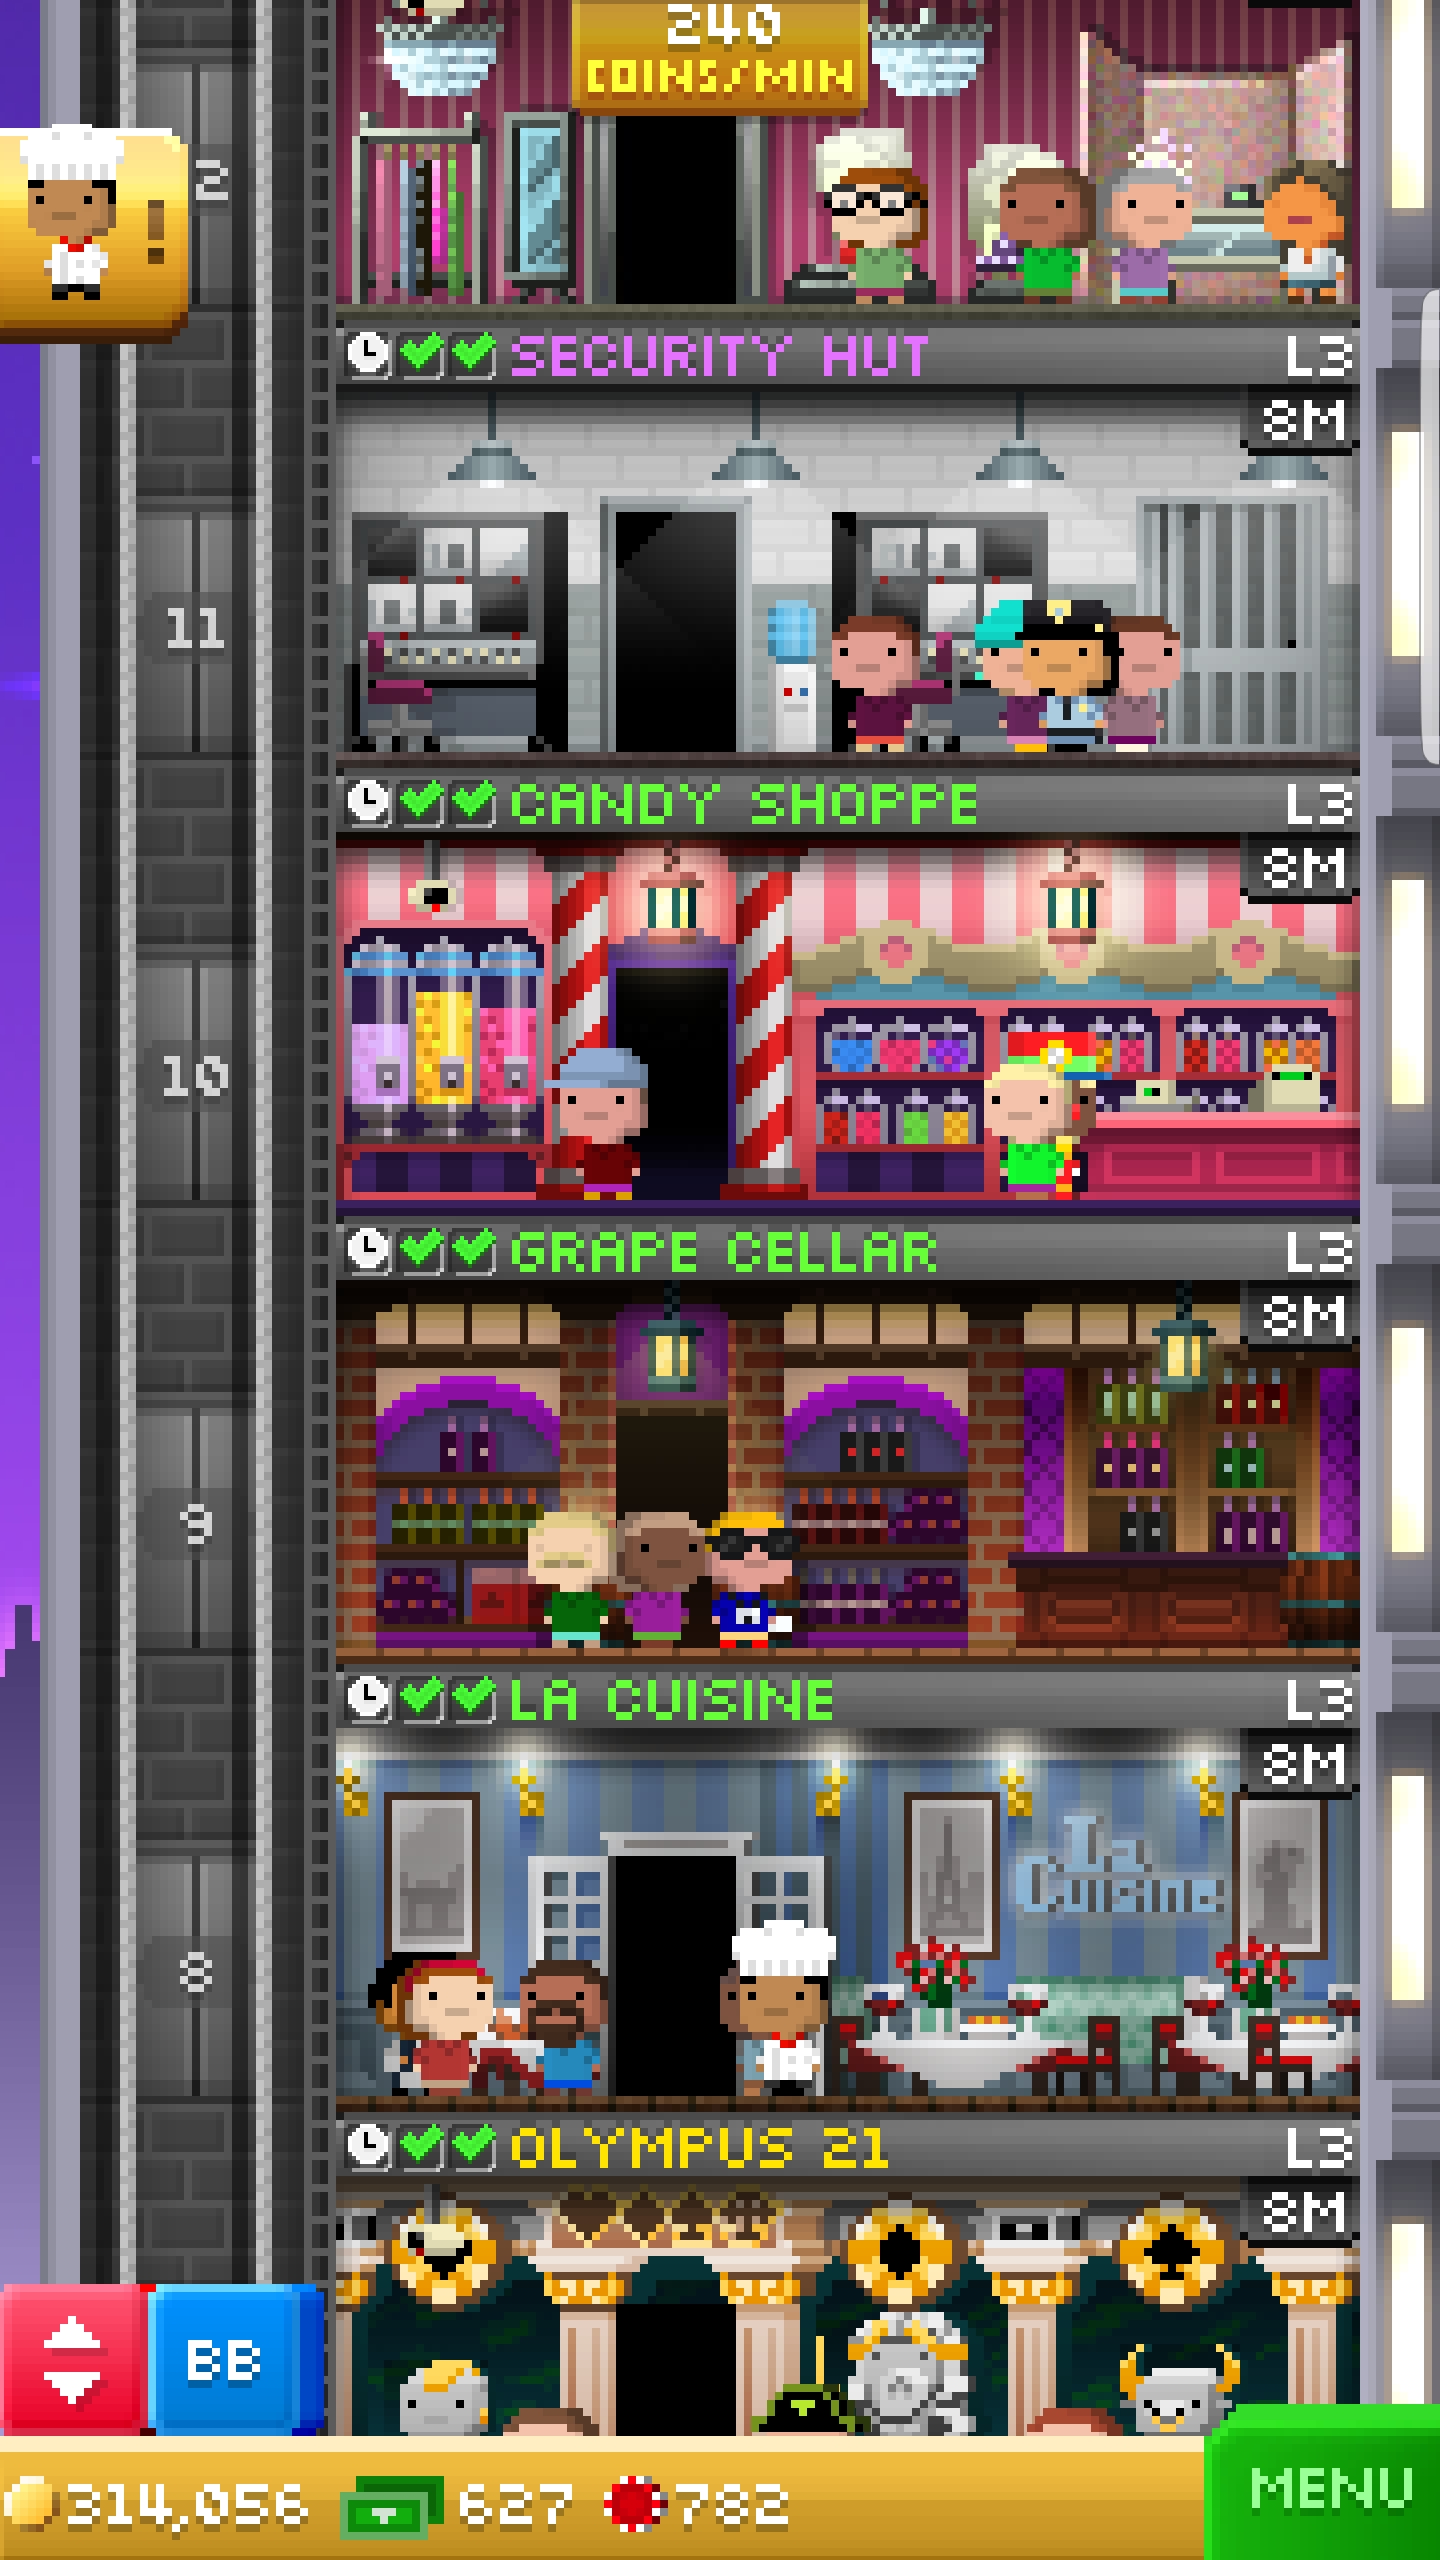 240
COINS/MIN
2
!
SECURITY HUT L3
8M
11
CANDY SHOPPE L3
8M
10
GRAPE CELLAR L3
8M
9
LA CUISINE L3
8M
La
Cuisine
8
OLYMPUS 21 L3
8M
BB
314,056 627 782
MENU